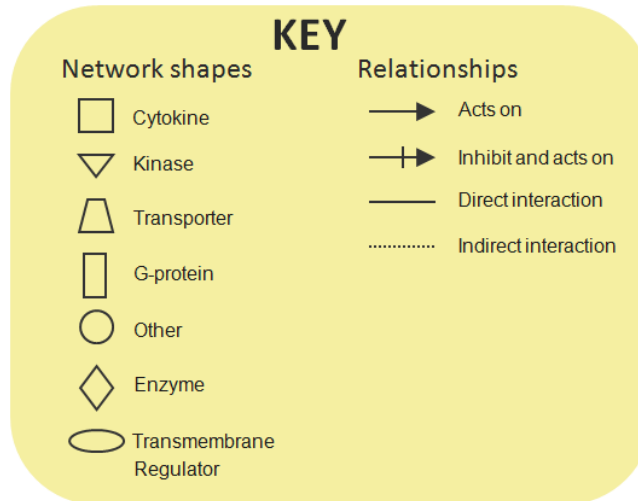 KEY
Network shapes
Cytokine
Kinase
Transporter
G-protein
Other
Enzyme
Transmembrane
Regulator
Relationships
Acts on
Inhibit and acts on
Direct interaction
Indirect interaction